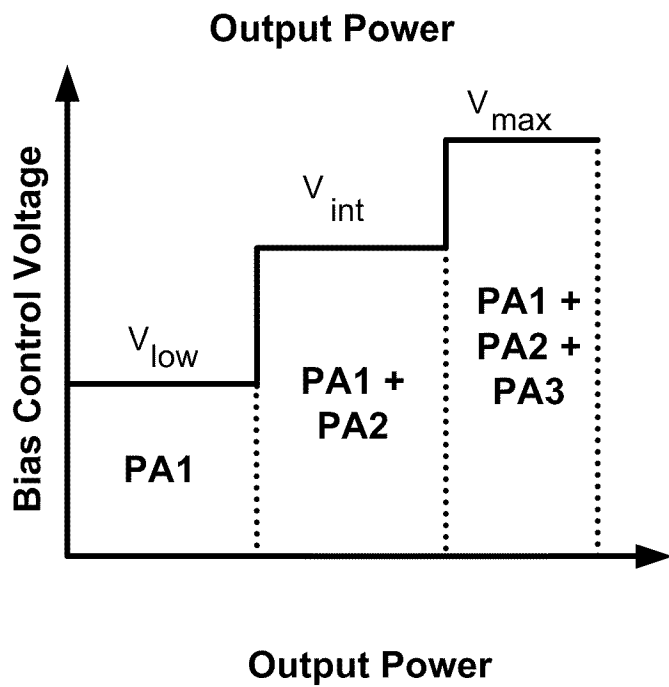 Output Power
V max
V int
V low
PA1 +
PA2 +
PA3
PA1 +
PA2
PA1
Bias Control Voltage
Output Power